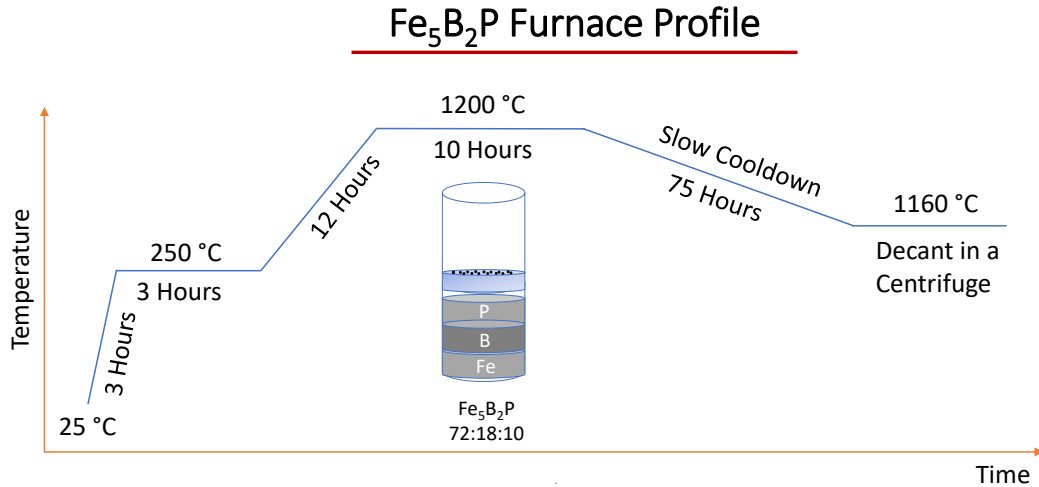 Fe₅B₂P Furnace Profile
1200 °C
10 Hours
Slow Cooldown
75 Hours
12 Hours
1160 °C
Decant in a
Centrifuge
250 °C
3 Hours
3 Hours
25 °C
P
B
Fe
Fe₅B₂P
72:18:10
Temperature
Time